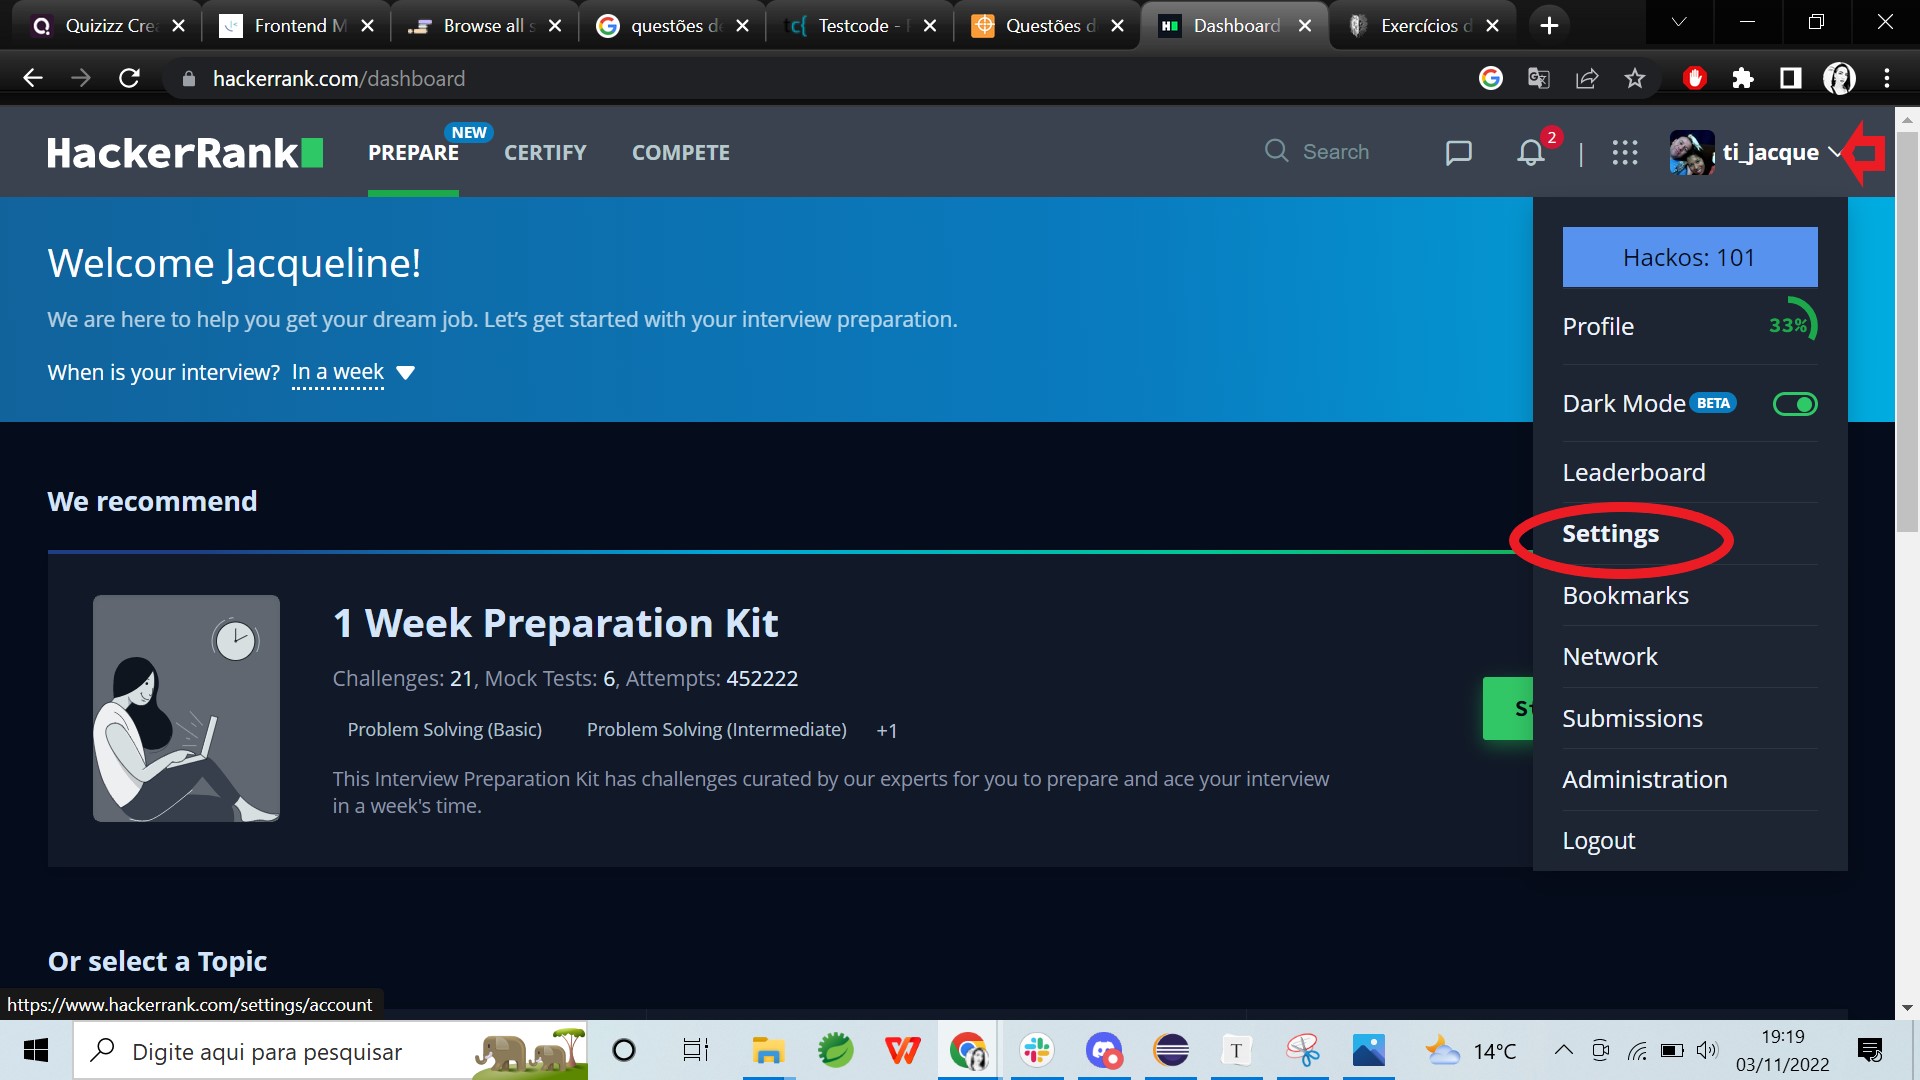 Quizizz Cre
Frontend M
Browse all s
questões de
Testcode -
Questões d
Dashboard
Exercícios d
hackerrank.com/dashboard
HackerRank
PREPARE
NEW
CERTIFY
COMPETE
Search
2
ti_jacque
Welcome Jacqueline!
We are here to help you get your dream job. Let's get started with your interview preparation.
When is your interview? In a week
Hackos: 101
Profile
33%
Dark Mode BETA
Leaderboard
Settings
Bookmarks
Network
Submissions
Administration
Logout
We recommend
1 Week Preparation Kit
Challenges: 21, Mock Tests: 6, Attempts: 452222
Problem Solving (Basic) Problem Solving (Intermediate) +1
This Interview Preparation Kit has challenges curated by our experts for you to prepare and ace your interview
in a week's time.
St
Or select a Topic
https://www.hackerrank.com/settings/account
Digite aqui para pesquisar
14°C
19:19
03/11/2022